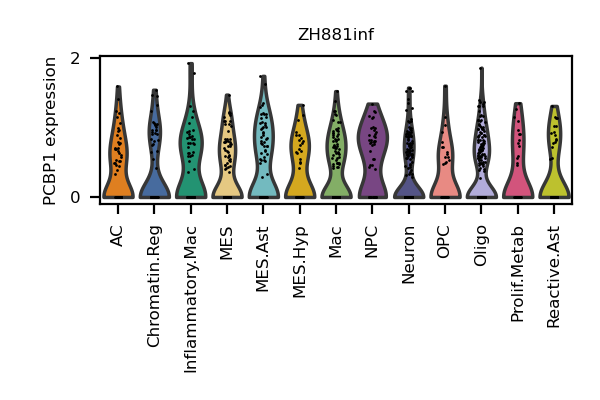 ZH881inf
PCBP1 expression
2
0
AC
Chromatin.Reg
Inflammatory.Mac
MES
MES.Ast
MES.Hyp
Mac
NPC
Neuron
OPC
Oligo
Prolif.Metab
Reactive.Ast